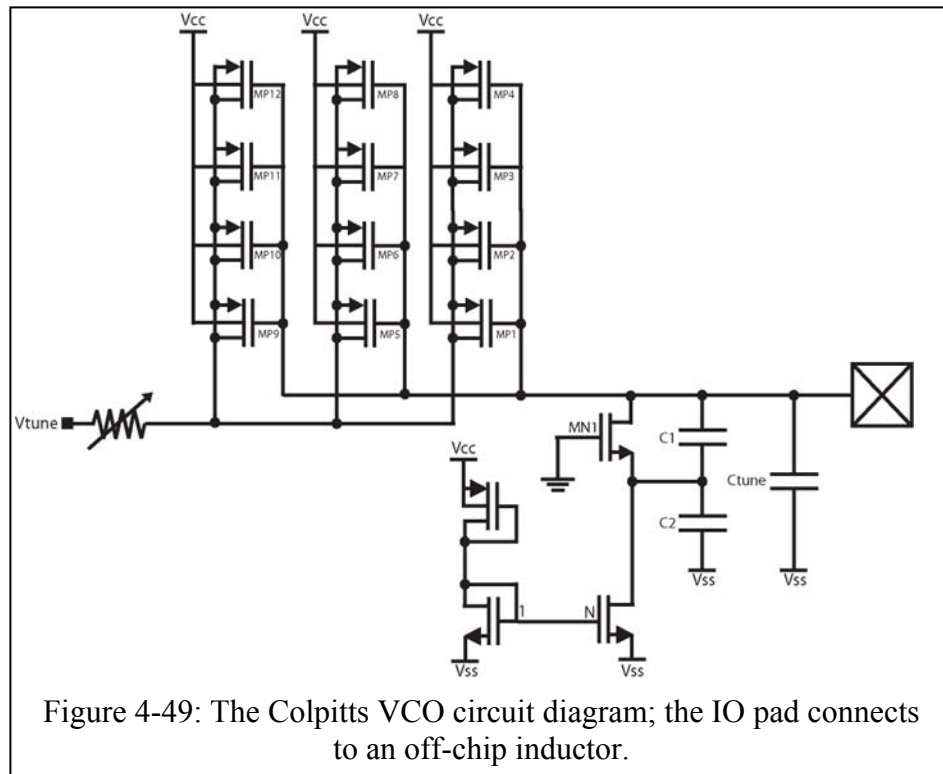 Vcc
Vcc
Vcc
MP12
MP8
MP4
MP11
MP7
MP3
MP10
MP6
MP2
MP9
MP5
MP1
Vtune
MN1
C1
Vcc
Ctune
C2
Vss
Vss
1
N
Vss
Vss
Figure 4-49: The Colpitts VCO circuit diagram; the IO pad connects
to an off-chip inductor.